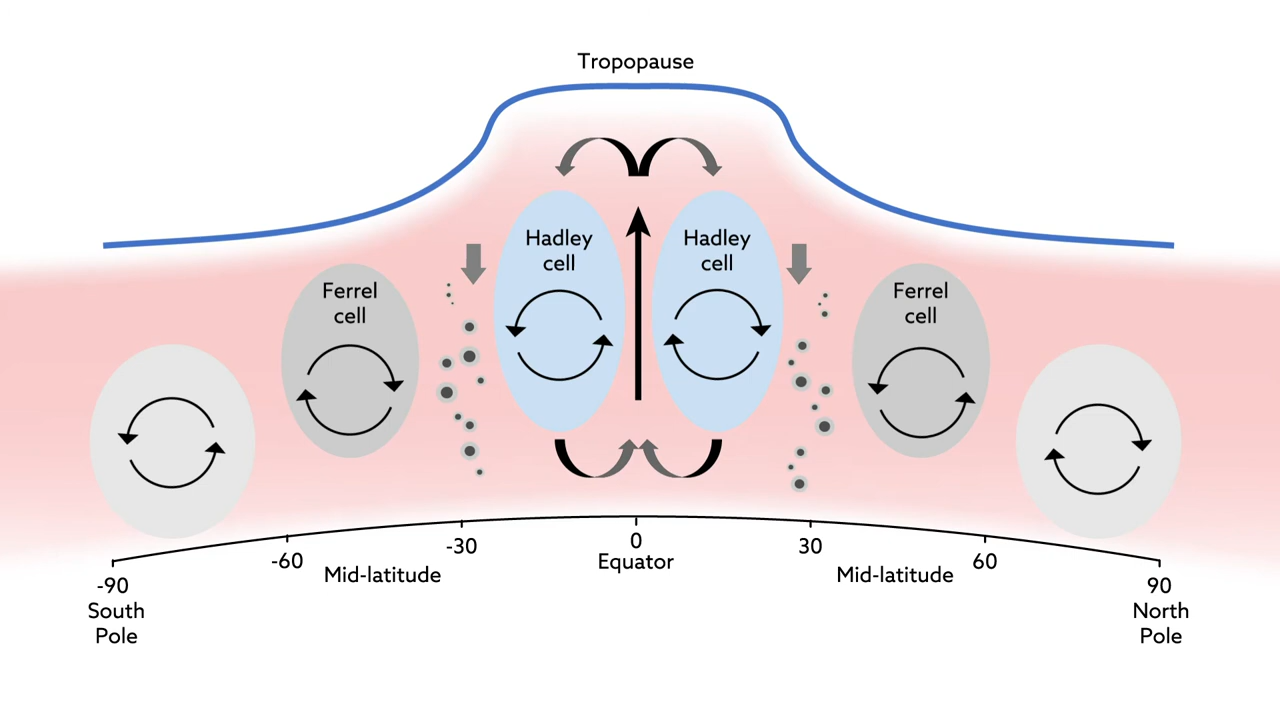 Tropopause
Hadley
cell
Hadley
cell
Ferrel
cell
Ferrel
cell
-90
South
Pole
-60
Mid-latitude
-30
0
Equator
30
Mid-latitude
60
90
North
Pole